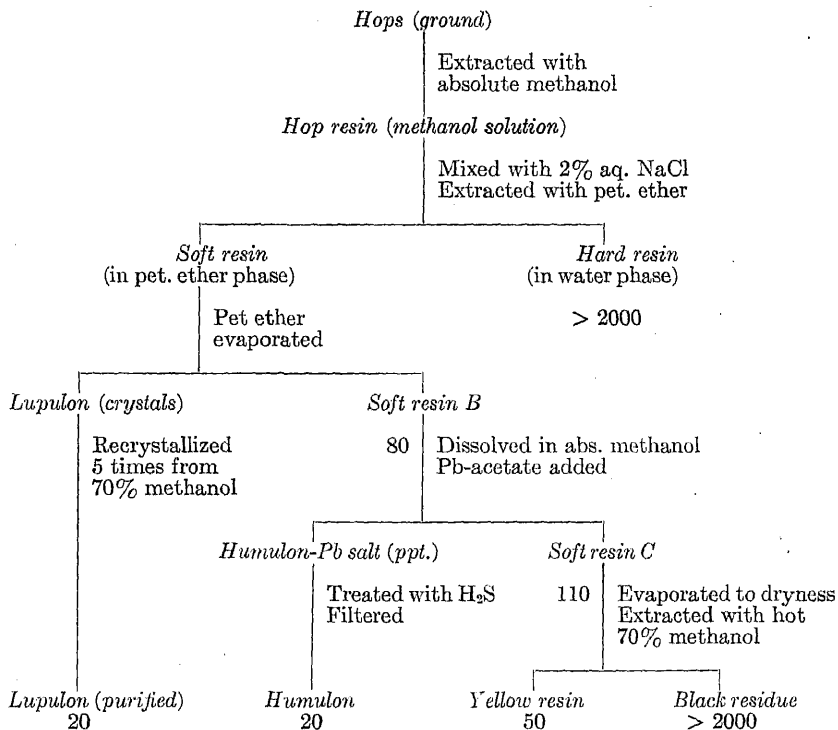 Hops (ground)
Extracted with
absolute methanol
Hop resin (methanol solution)
Mixed with 2% aq. NaCl
Extracted with pet. ether
Soft resin
(in pet. ether phase)
Hard resin
(in water phase)
Pet ether
evaporated
> 2000
Lupulon (crystals)
Soft resin B
Recrystallized
5 times from
70% methanol
80
Dissolved in abs. methanol
Pb-acetate added
Humulon-Pb salt (ppt.)
Soft resin C
Treated with H₂S
Filtered
110
Evaporated to dryness
Extracted with hot
70% methanol
Lupulon (purified)
20
Humulon
20
Yellow resin
50
Black residue
> 2000